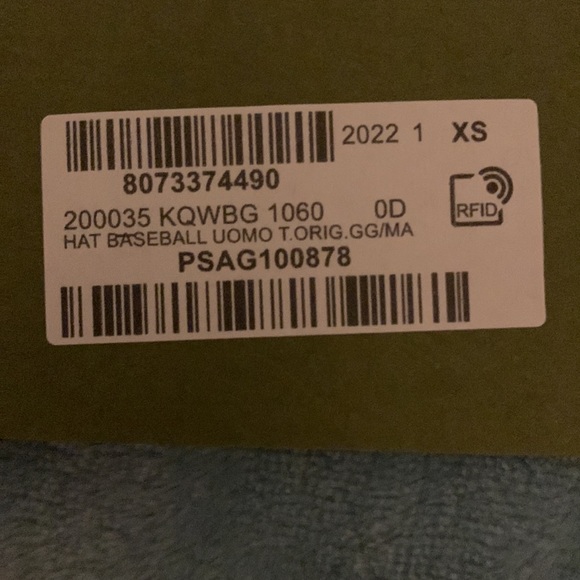 2022 1 XS
8073374490
200035 KQWBG 1060 0D
RFID
HAT BASEBALL UOMO T.ORIG.GG/MA
PSAG100878